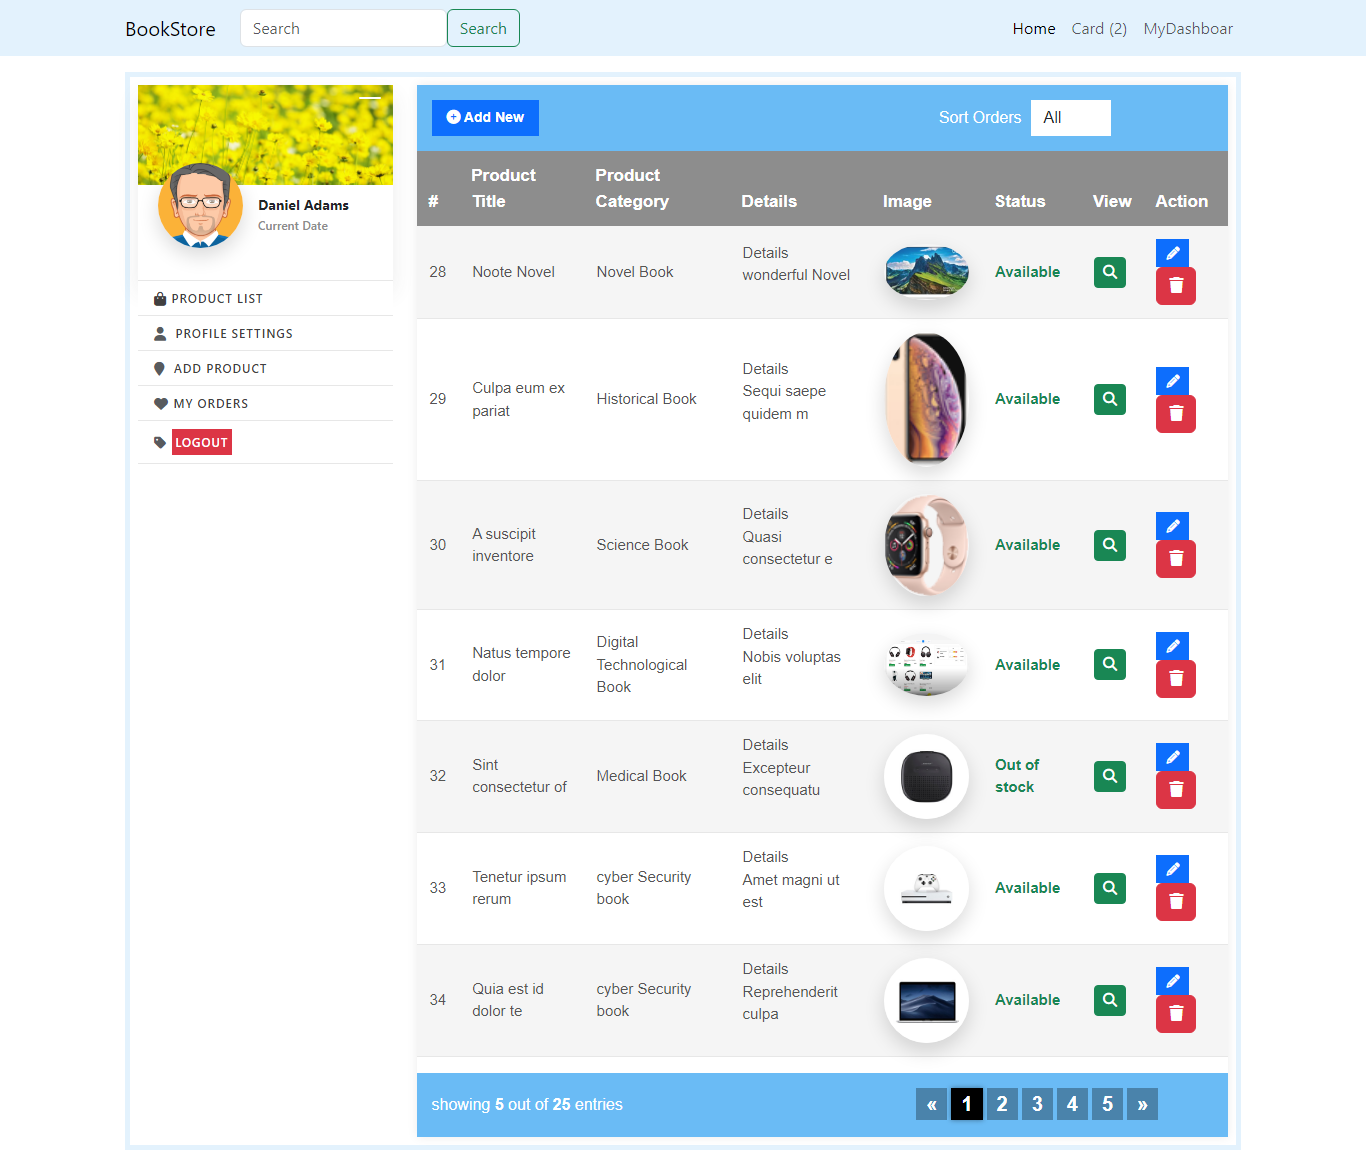 BookStore
Search
Search
Home
Card (2)
MyDashboar
Daniel Adams
Current Date
PRODUCT LIST
PROFILE SETTINGS
ADD PRODUCT
MY ORDERS
LOGOUT
Add New
Sort Orders
All
#
Product
Title
Product
Category
Details
Image
Status
View
Action
28
Noote Novel
Novel Book
Details
wonderful Novel
Available
29
Culpa eum ex
pariat
Historical Book
Details
Sequi saepe
quidem m
Available
30
A suscipit
inventore
Science Book
Details
Quasi
consectetur e
Available
31
Natus tempore
dolor
Digital
Technological
Book
Details
Nobis voluptas
elit
Available
32
Sint
consectetur of
Medical Book
Details
Excepteur
consequatu
Out of
stock
33
Tenetur ipsum
rerum
cyber Security
book
Details
Amet magni ut
est
Available
34
Quia est id
dolor te
cyber Security
book
Details
Reprehenderit
culpa
Available
showing 5 out of 25 entries
« 1 2 3 4 5 »